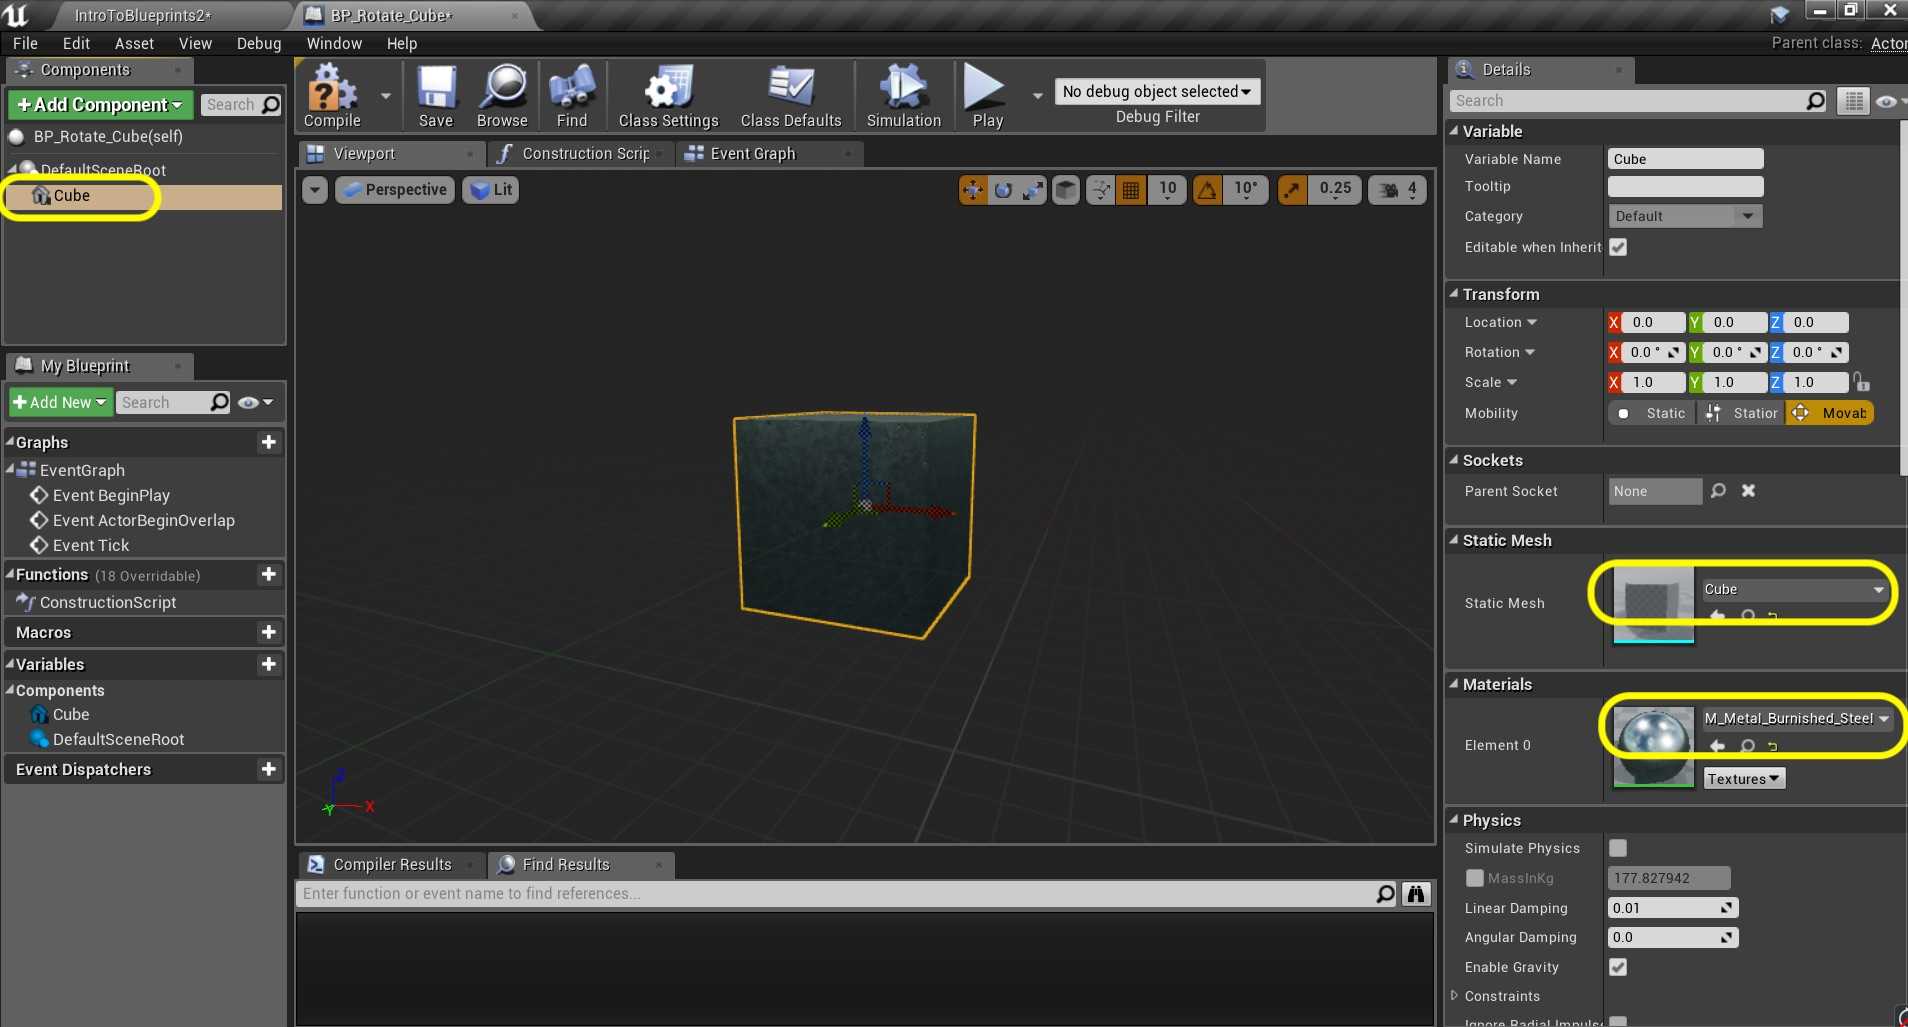 IntroToBlueprints2*
BP_Rotate_Cube*
File Edit Asset View Debug Window Help
Parent class: Actor
Components
+Add Component
Search
BP_Rotate_Cube(self)
DefaultSceneRoot
Cube
My Blueprint
+Add New
Search
Graphs
EventGraph
Event BeginPlay
Event ActorBeginOverlap
Event Tick
Functions (18 Overridable)
ConstructionScript
Macros
Variables
Components
Cube
DefaultSceneRoot
Event Dispatchers
Compile
Save
Browse
Find
Class Settings
Class Defaults
Simulation
Play
No debug object selected
Debug Filter
Viewport
Construction Scrip
Event Graph
Perspective
Lit
10
10°
0.25
4
Z
Y
X
Compiler Results
Find Results
Enter function or event name to find references...
Details
Search
Variable
Variable Name Cube
Tooltip
Category Default
Editable when Inherit
Transform
Location X 0.0 Y 0.0 Z 0.0
Rotation X 0.0 ° Y 0.0 ° Z 0.0 °
Scale X 1.0 Y 1.0 Z 1.0
Mobility Static Station Movab
Sockets
Parent Socket None
Static Mesh
Static Mesh Cube
Materials
Element 0 M_Metal_Burnished_Steel
Textures
Physics
Simulate Physics
MassInKg 177.827942
Linear Damping 0.01
Angular Damping 0.0
Enable Gravity
Constraints
Ignore Radial Impuls